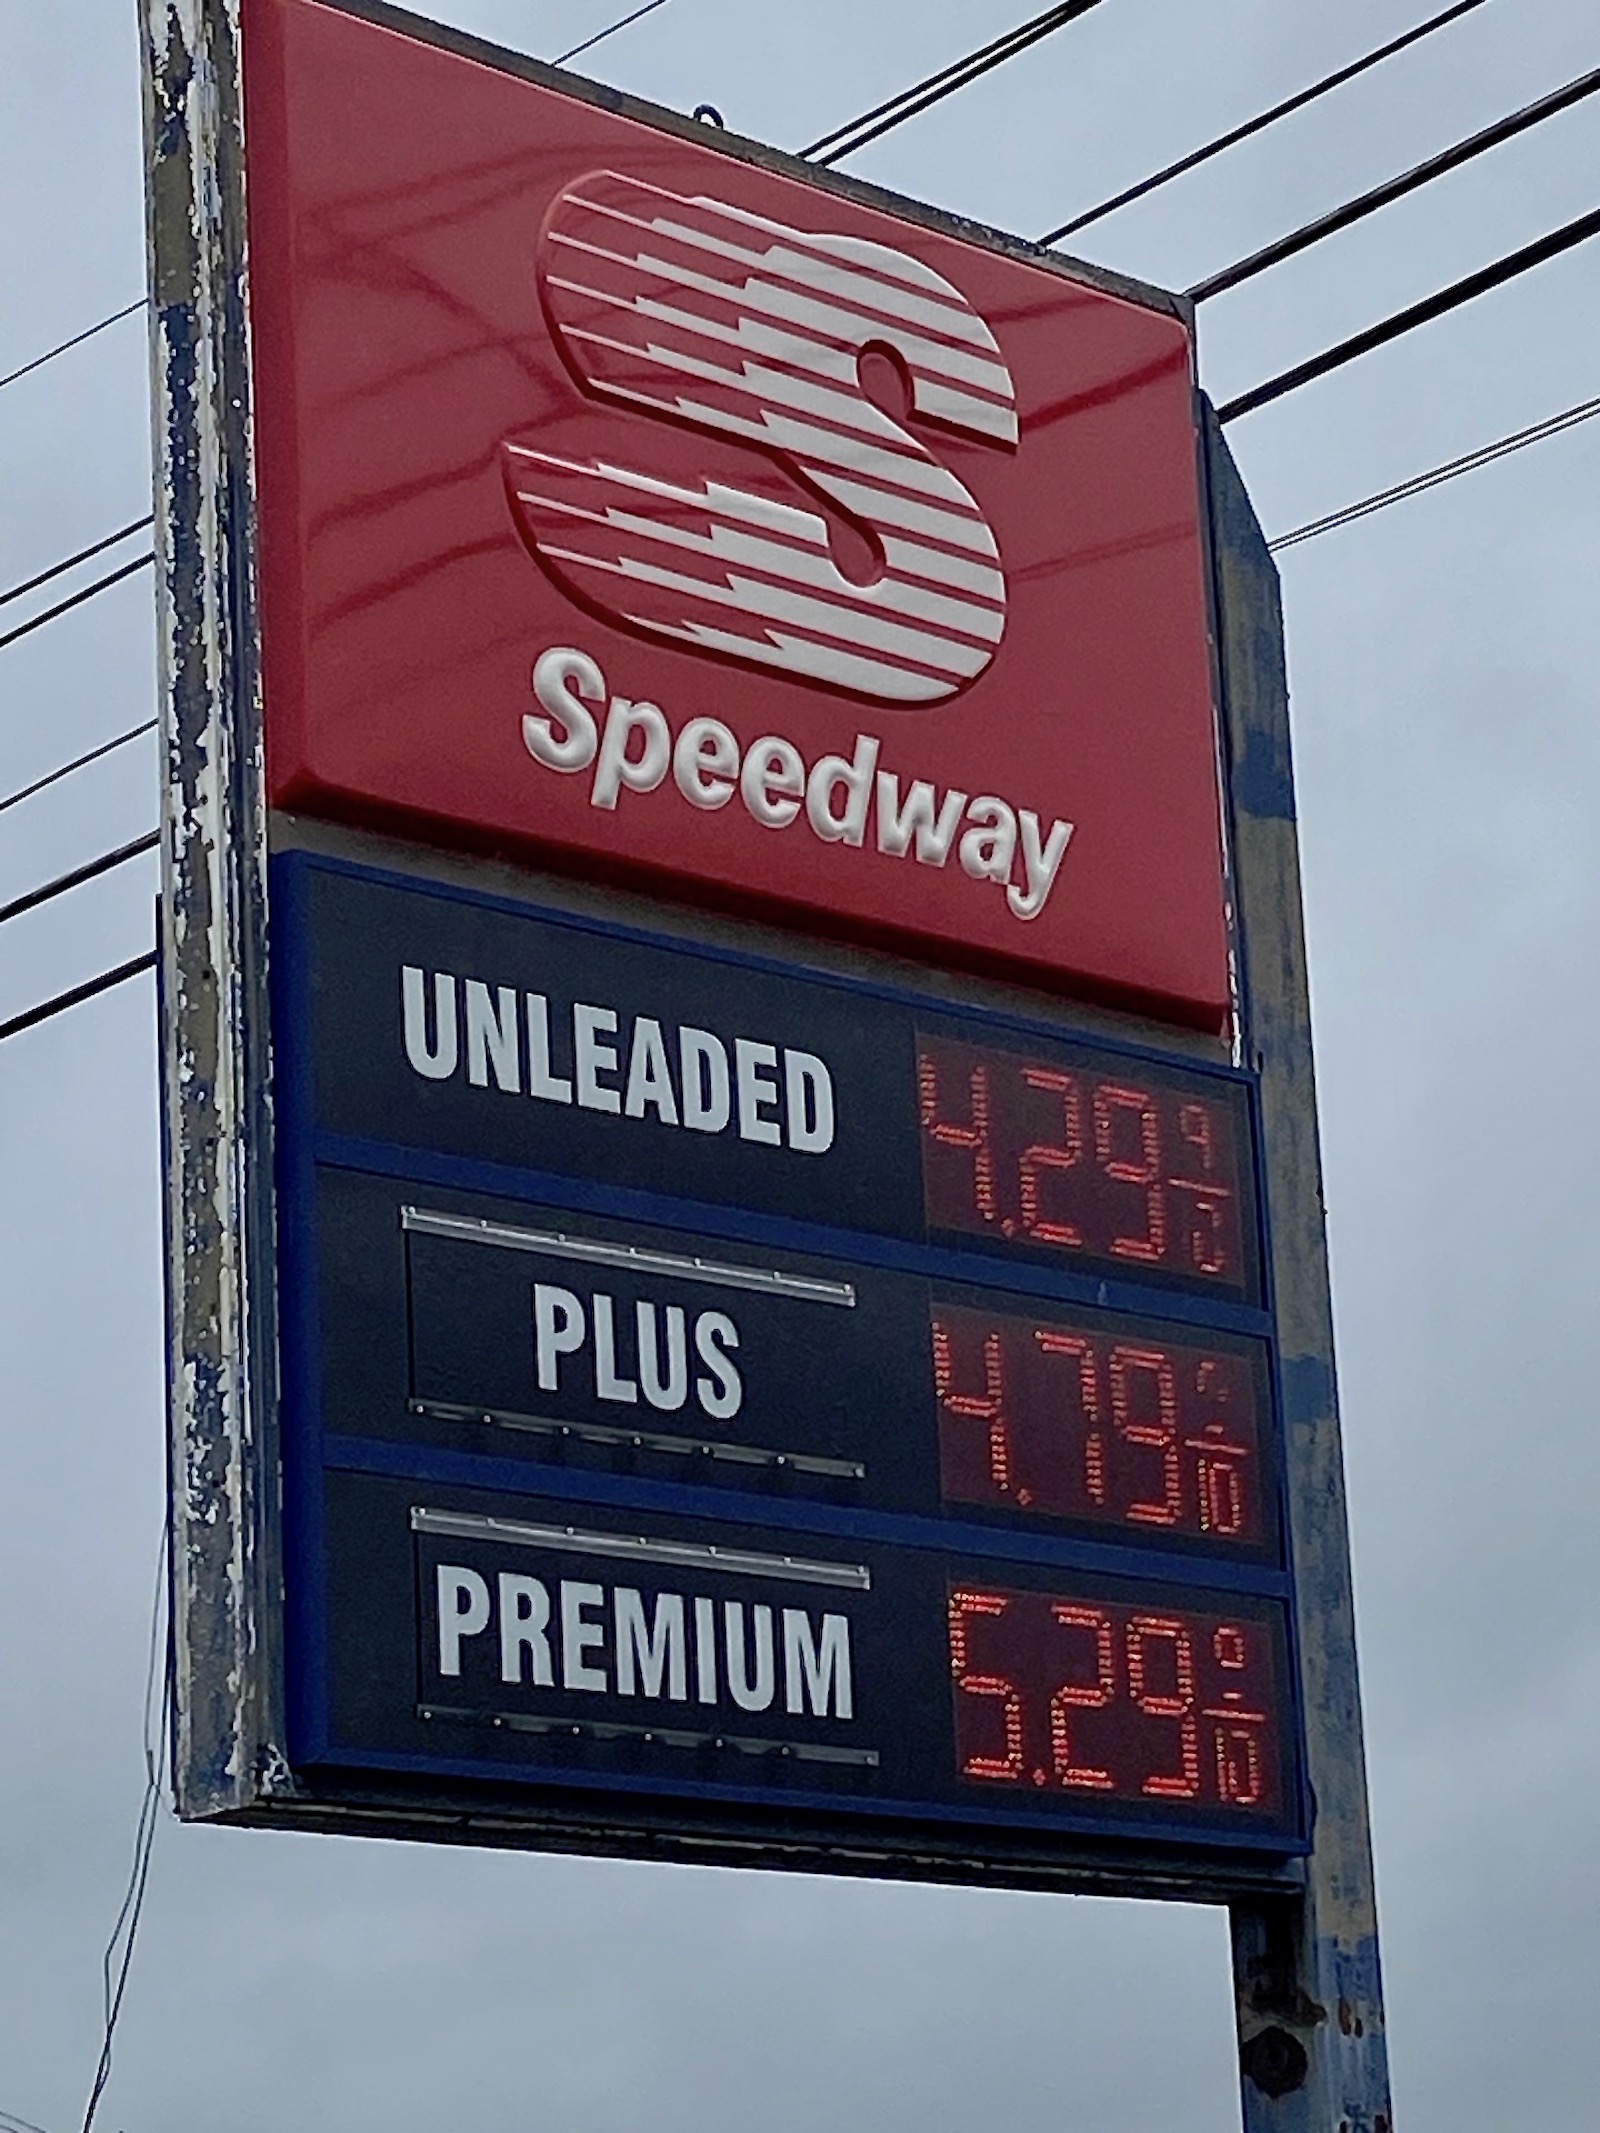 S
Speedway
UNLEADED 4.29 9/10
PLUS 4.79 9/10
PREMIUM 5.29 9/10